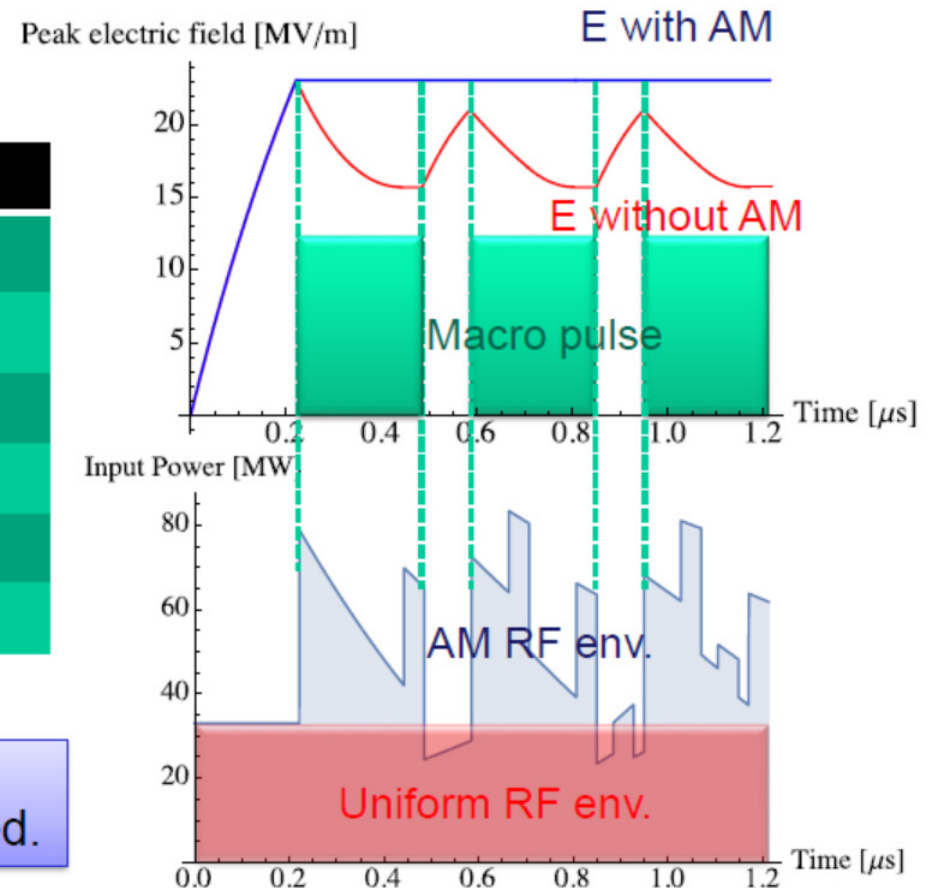 Peak electric field [MV/m]
E with AM
20
15
E without AM
10
Macro pulse
5
0.2 0.4 0.6 0.8 1.0 1.2
Time [μs]
Input Power [MW
80
60
AM RF env.
40
20
Uniform RF env.
d.
0.0 0.2 0.4 0.6 0.8 1.0 1.2
Time [μs]